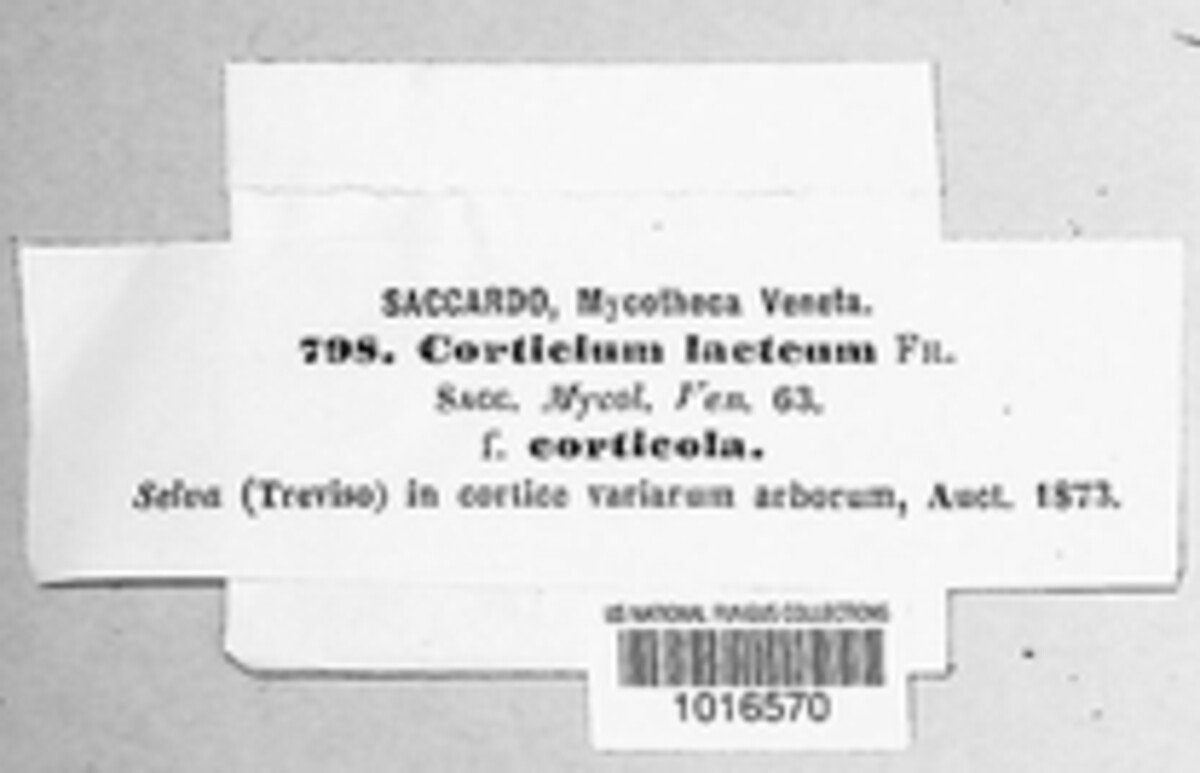 SACCARDO, Mycotheca Veneta.
798. Corticium lacteum FR.
SACC. Mycol. Ven. 63.
f. corticola.
Selva (Treviso) in cortice variarum arborum, Auct. 1873.
US NATIONAL FUNGUS COLLECTIONS
1016570